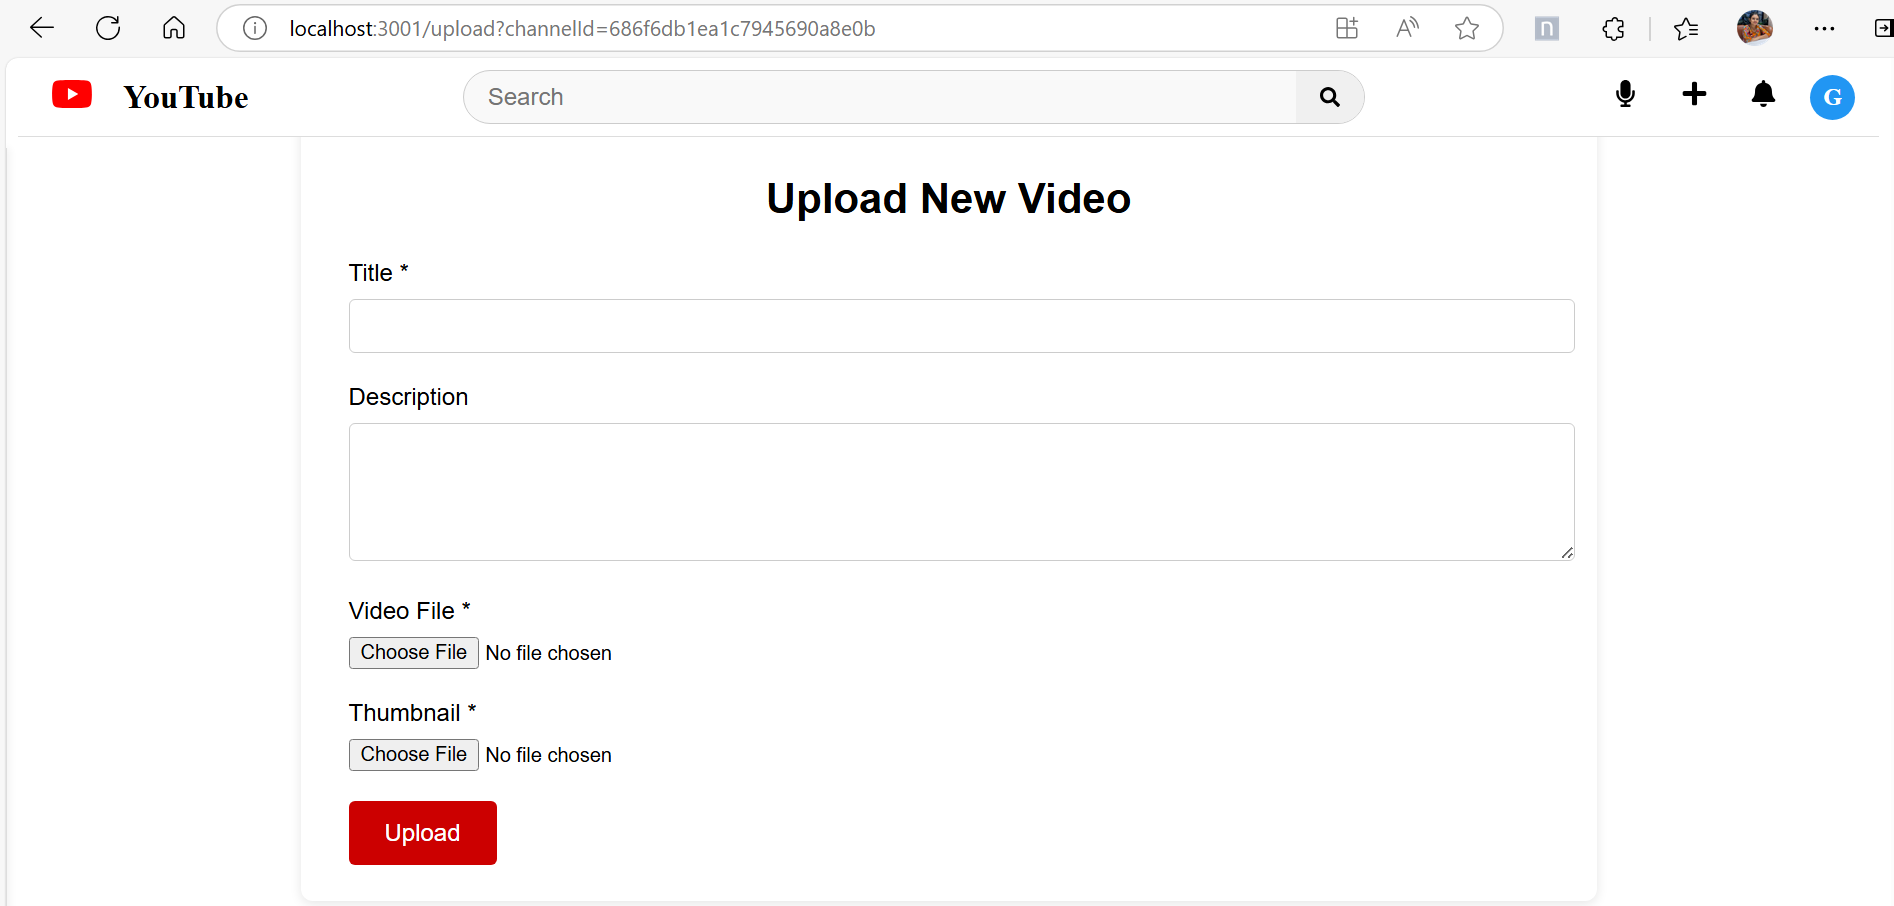 localhost:3001/upload?channelId=686f6db1ea1c7945690a8e0b
YouTube
Search
G
Upload New Video
Title *
Description
Video File *
Choose File No file chosen
Thumbnail *
Choose File No file chosen
Upload